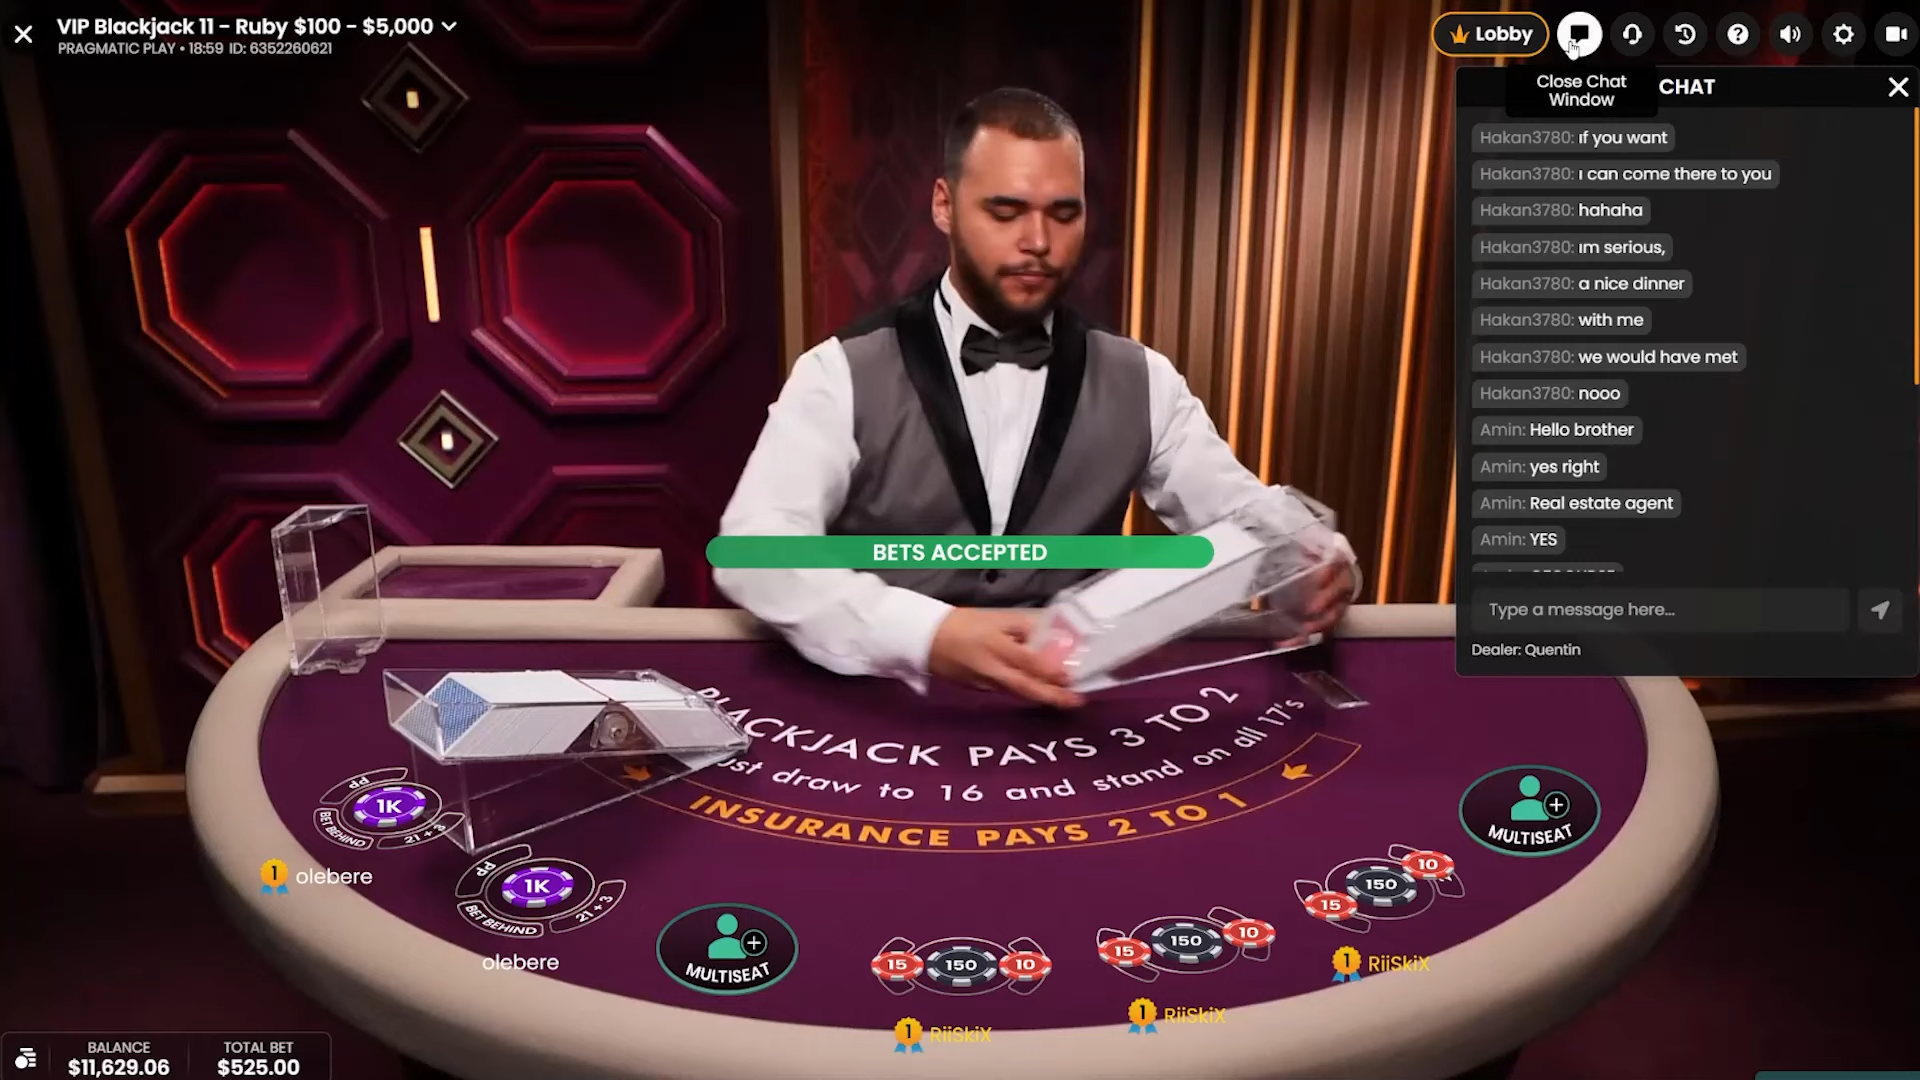 VIP Blackjack 11 – Ruby $100 – $5,000
PRAGMATIC PLAY • 18:59 ID: 6352260621
Lobby
Close Chat
Window
CHAT
Hakan3780: ıf you want
Hakan3780: ı can come there to you
Hakan3780: hahaha
Hakan3780: ım serious,
Hakan3780: a nice dinner
Hakan3780: with me
Hakan3780: we would have met
Hakan3780: nooo
Amin: Hello brother
Amin: yes right
Amin: Real estate agent
Amin: YES
Type a message here...
Dealer: Quentin
BETS ACCEPTED
BLACKJACK PAYS 3 TO 2
draw to 16 and stand on all 17's
INSURANCE PAYS 2 TO 1
PP
1K
BET BEHIND
21 + 3
1 olebere
PP
1K
BET BEHIND
21 + 3
olebere
MULTISEAT
15 150 10
1 RiiSkiX
15 150 10
1 RiiSkiX
15 150 10
1 RiiSkiX
MULTISEAT
BALANCE
$11,629.06
TOTAL BET
$525.00